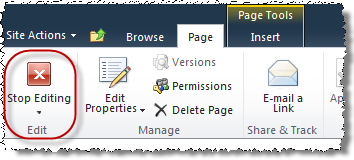 Page Tools
Site Actions
Browse
Page
Insert
Stop Editing
Edit
Edit
Properties
Versions
Permissions
Delete Page
Manage
E-mail a
Link
Share & Track